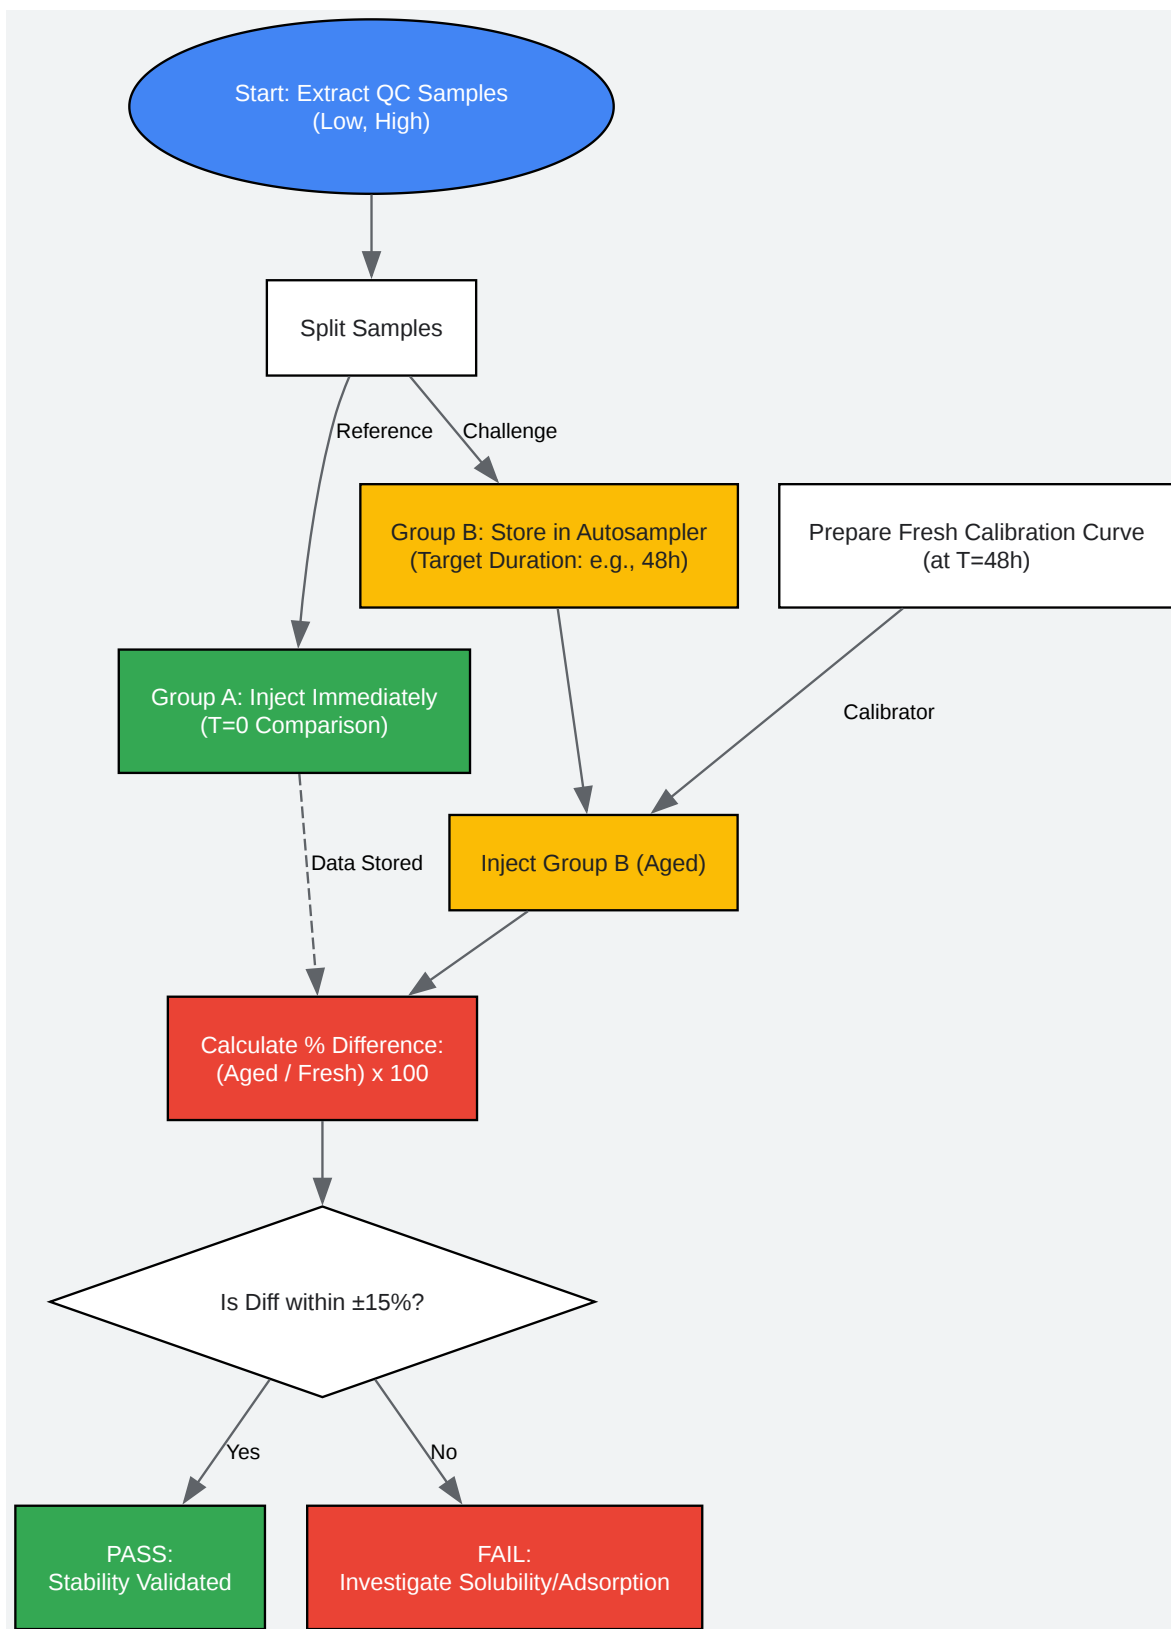 Start: Extract QC Samples
(Low, High)
Split Samples
Reference
Challenge
Group B: Store in Autosampler
(Target Duration: e.g., 48h)
Prepare Fresh Calibration Curve
(at T=48h)
Group A: Inject Immediately
(T=0 Comparison)
Calibrator
Data Stored
Inject Group B (Aged)
Calculate % Difference:
(Aged / Fresh) x 100
Is Diff within ±15%?
Yes
No
PASS:
Stability Validated
FAIL:
Investigate Solubility/Adsorption